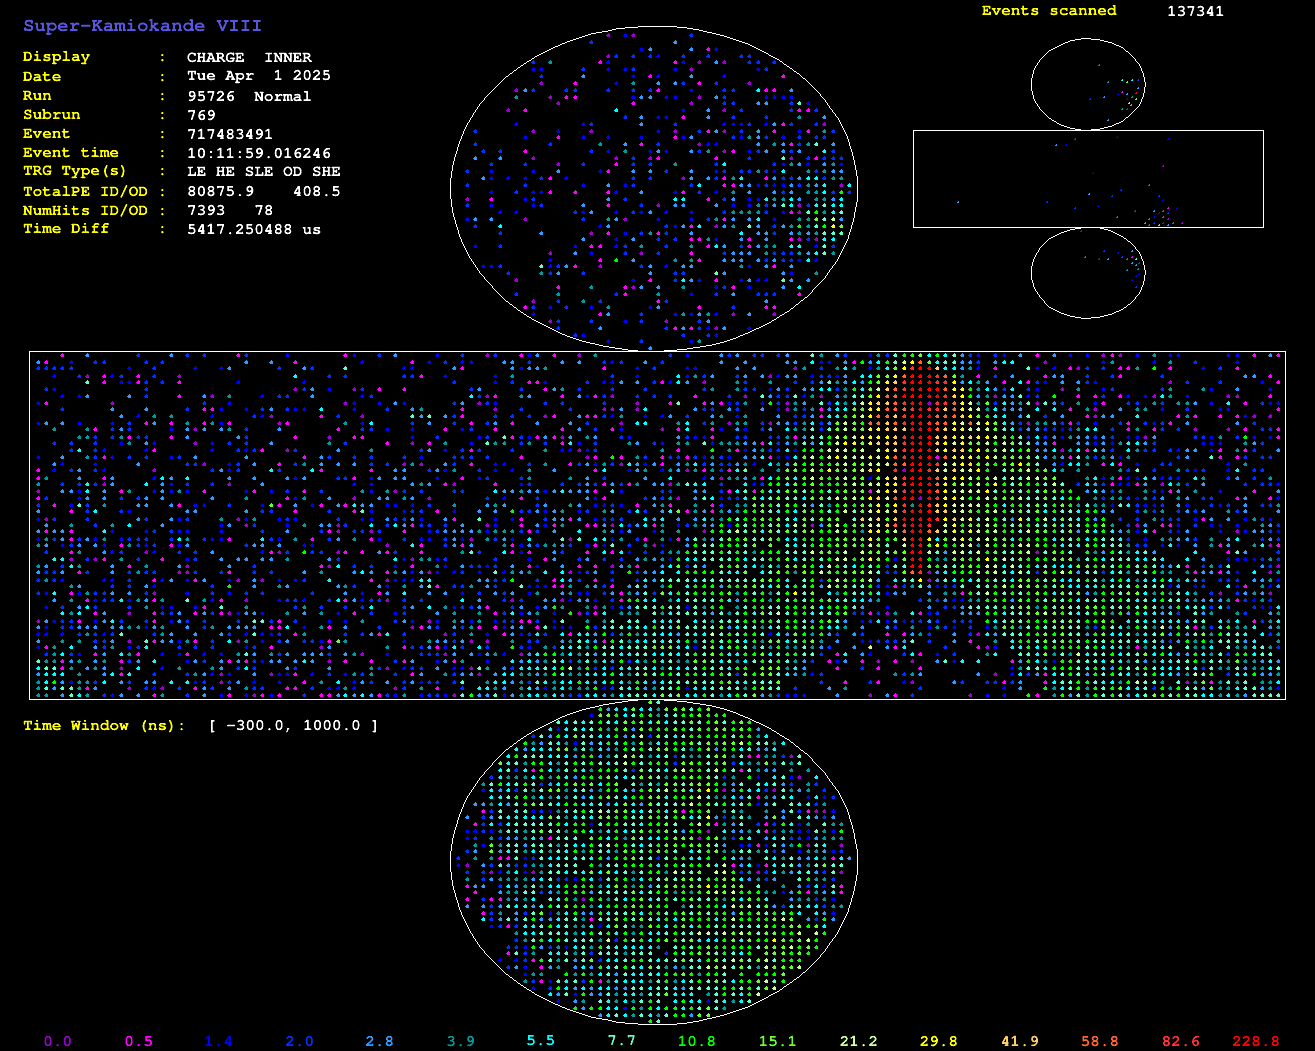 Super-Kamiokande VIII
Display : CHARGE INNER
Date : Tue Apr 1 2025
Run : 95726 Normal
Subrun : 769
Event : 717483491
Event time : 10:11:59.016246
TRG Type(s) : LE HE SLE OD SHE
TotalPE ID/OD : 80875.9 408.5
NumHits ID/OD : 7393 78
Time Diff : 5417.250488 us
Events scanned 137341
Time Window (ns): [ -300.0, 1000.0 ]
0.0 0.5 1.4 2.0 2.8 3.9 5.5 7.7 10.8 15.1 21.2 29.8 41.9 58.8 82.6 228.8